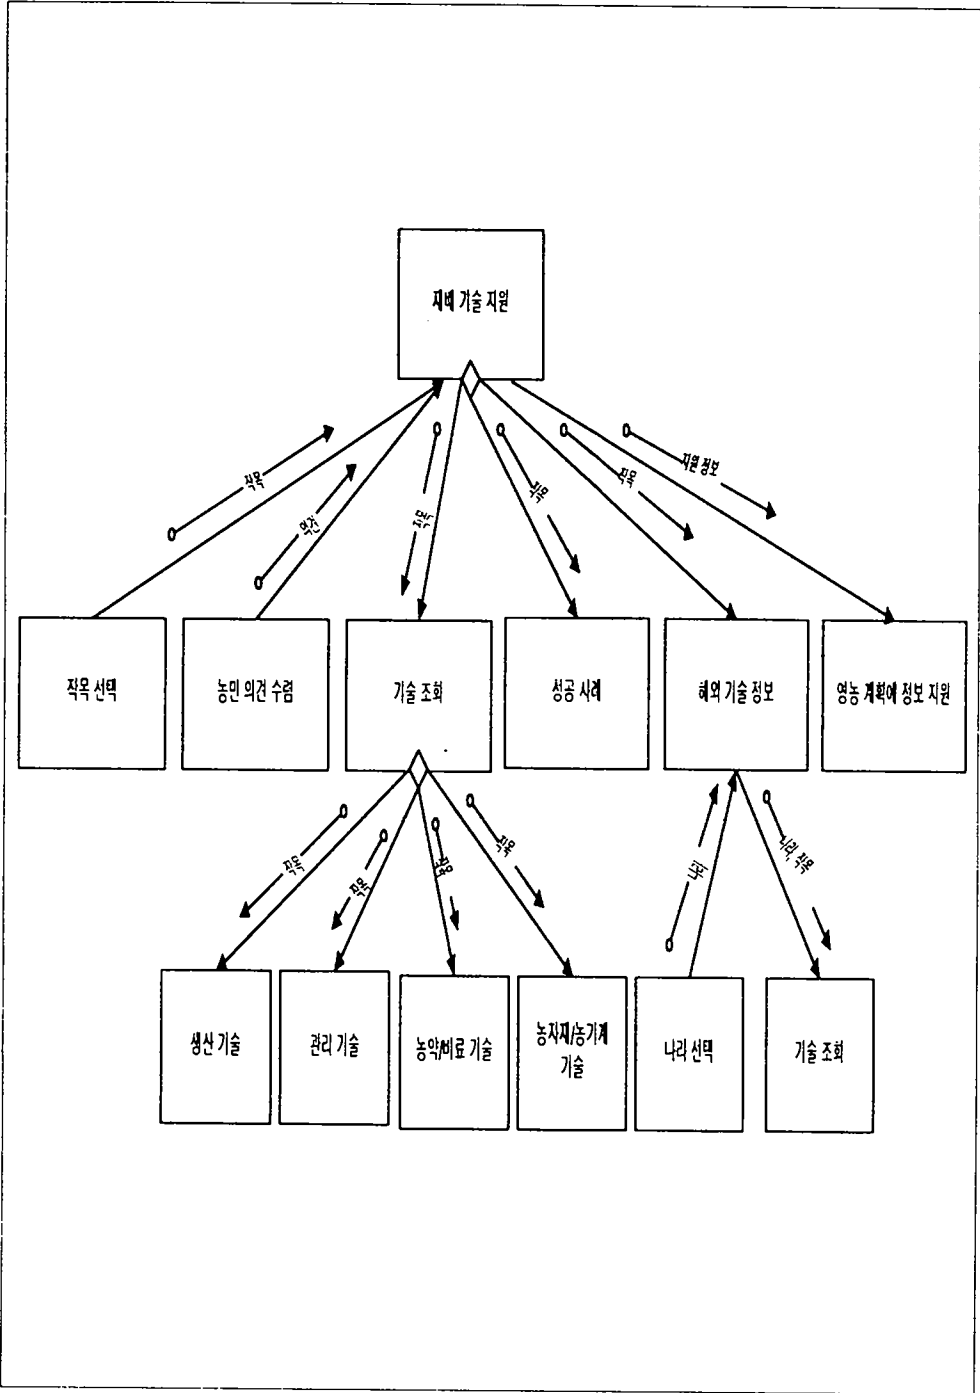 재배 기술 지원
작목
의견
작목
작목
작목
지원 정보
작목 선택
농민 의견 수렴
기술 조회
성공 사례
해외 기술 정보
영농 계획에 정보 지원
작목
작목
작목
작목
나라
나라, 작목
생산 기술
관리 기술
농약/비료 기술
농자재/농기계
기술
나라 선택
기술 조회